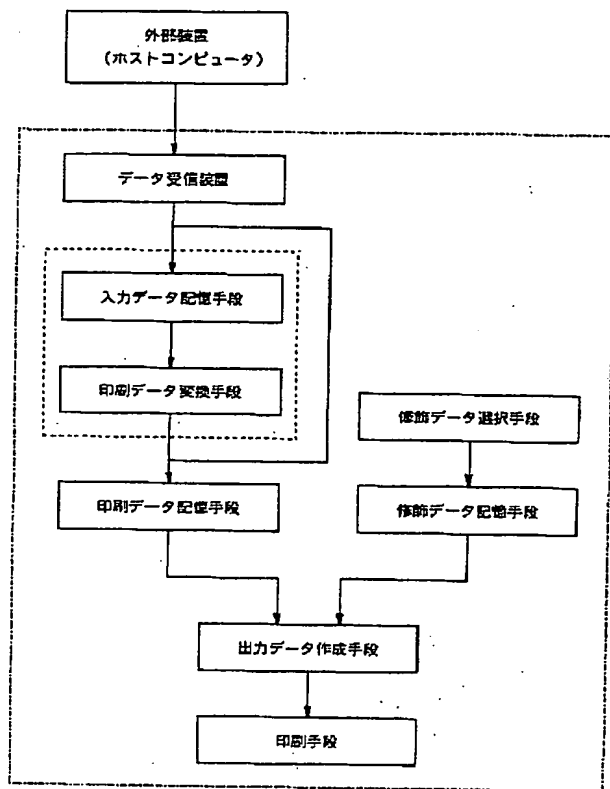 外部装置
(ホストコンピュータ)
データ受信装置
入力データ記憶手段
印刷データ変換手段
修飾データ選択手段
印刷データ記憶手段
修飾データ記憶手段
出力データ作成手段
印刷手段